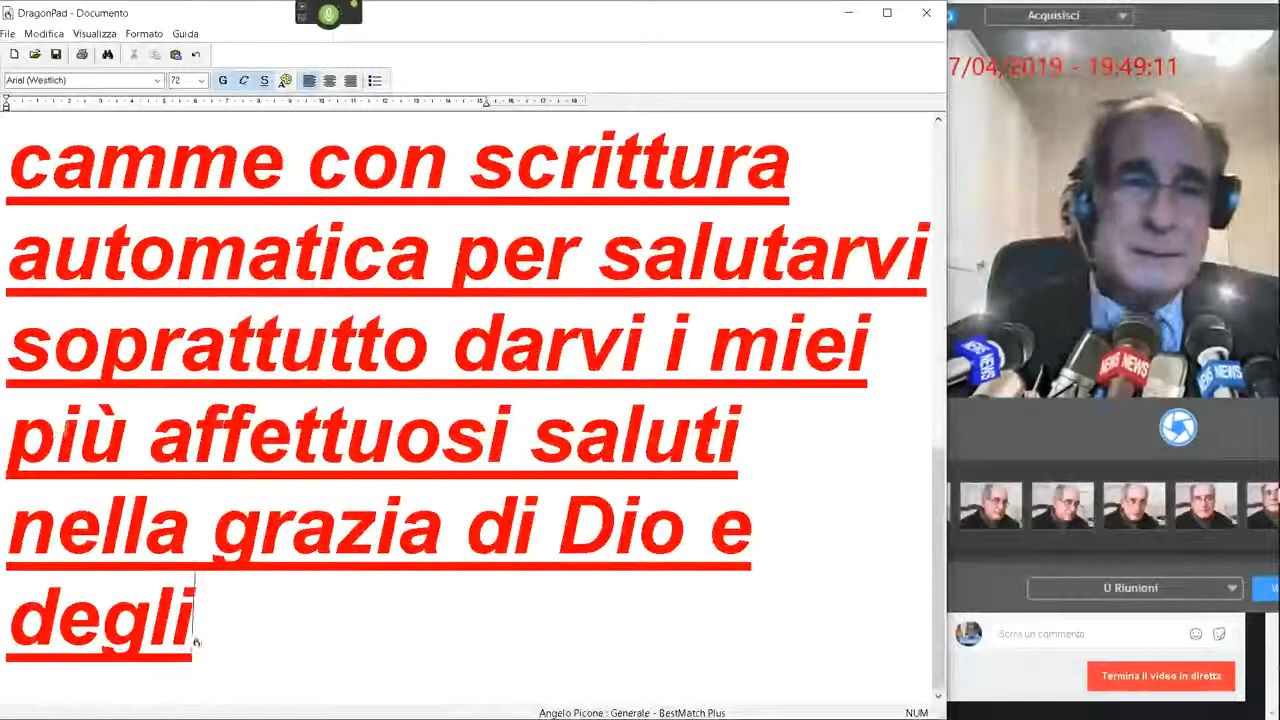 DragonPad - Documento
File Modifica Visualizza Formato Guida
Arial (Westlich) 72 G C S
camme con scrittura
automatica per salutarvi
soprattutto darvi i miei
più affettuosi saluti
nella grazia di Dio e
degli
Angelo Picone : Generale - BestMatch Plus
NUM
Acquisisci
7/04/2019 - 19:49:11
NEWS
NEWS NEWS
NEWS
U Riunioni
Scrivi un commento
Termina il video in diretta